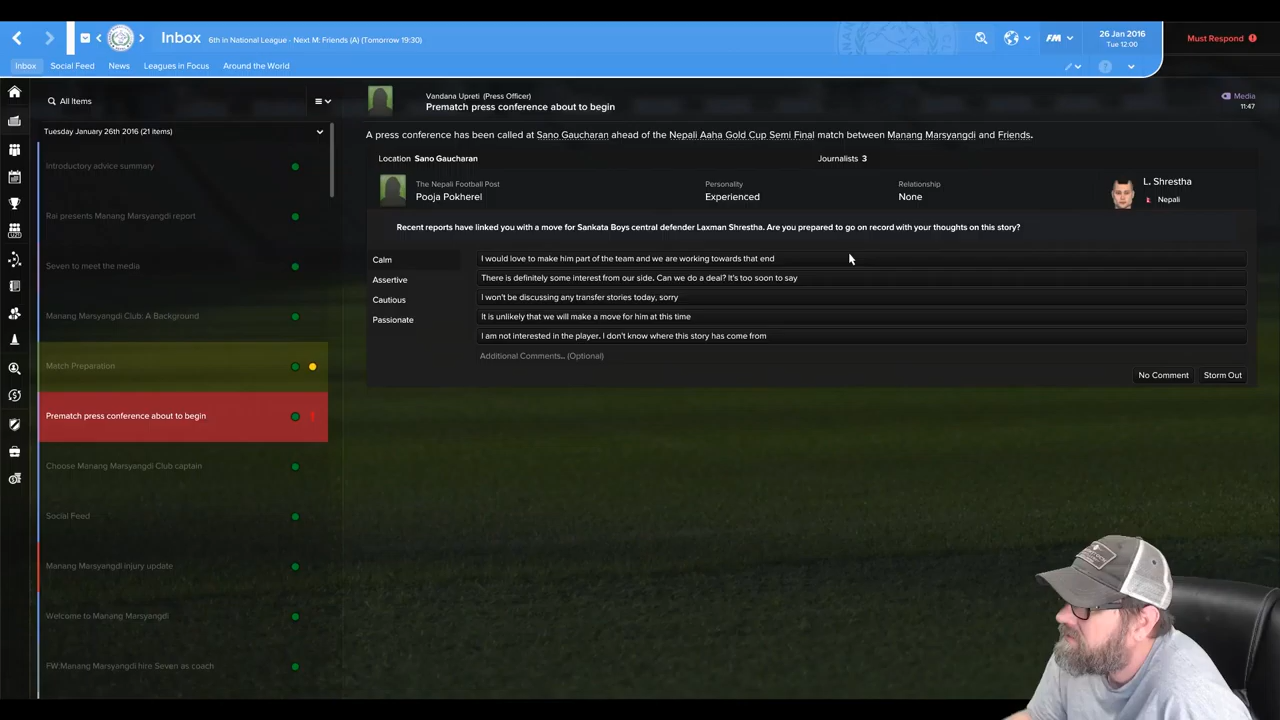 Inbox
6th in National League - Next M: Friends (A) (Tomorrow 19:30)
FM
26 Jan 2016
Tue 12:00
Must Respond
Inbox
Social Feed
News
Leagues in Focus
Around the World
All Items
Tuesday January 26th 2016 (21 items)
Introductory advice summary
Rai presents Manang Marsyangdi report
Seven to meet the media
Manang Marsyangdi Club: A Background
Match Preparation
Prematch press conference about to begin
Choose Manang Marsyangdi Club captain
Social Feed
Manang Marsyangdi injury update
Welcome to Manang Marsyangdi
FW:Manang Marsyangdi hire Seven as coach
Vandana Upreti (Press Officer)
Prematch press conference about to begin
Media
11:47
A press conference has been called at Sano Gaucharan ahead of the Nepali Aaha Gold Cup Semi Final match between Manang Marsyangdi and Friends.
Location Sano Gaucharan
Journalists 3
The Nepali Football Post
Pooja Pokherel
Personality
Experienced
Relationship
None
L. Shrestha
Nepali
Recent reports have linked you with a move for Sankata Boys central defender Laxman Shrestha. Are you prepared to go on record with your thoughts on this story?
Calm
Assertive
Cautious
Passionate
I would love to make him part of the team and we are working towards that end
There is definitely some interest from our side. Can we do a deal? It's too soon to say
I won't be discussing any transfer stories today, sorry
It is unlikely that we will make a move for him at this time
I am not interested in the player. I don't know where this story has come from
Additional Comments... (Optional)
No Comment
Storm Out